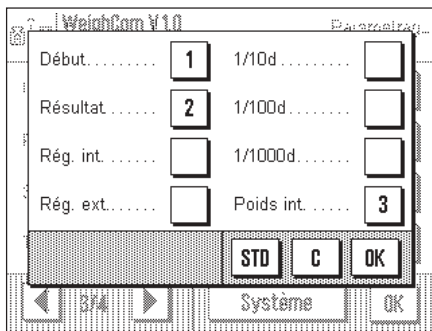 WeighCom V1.0
Début......... 1 1/10d........
Résultat....... 2 1/100d.......
Rég. int....... 1/1000d.......
Rég. ext....... Poids int...... 3
STD C OK
3/4 Système OK